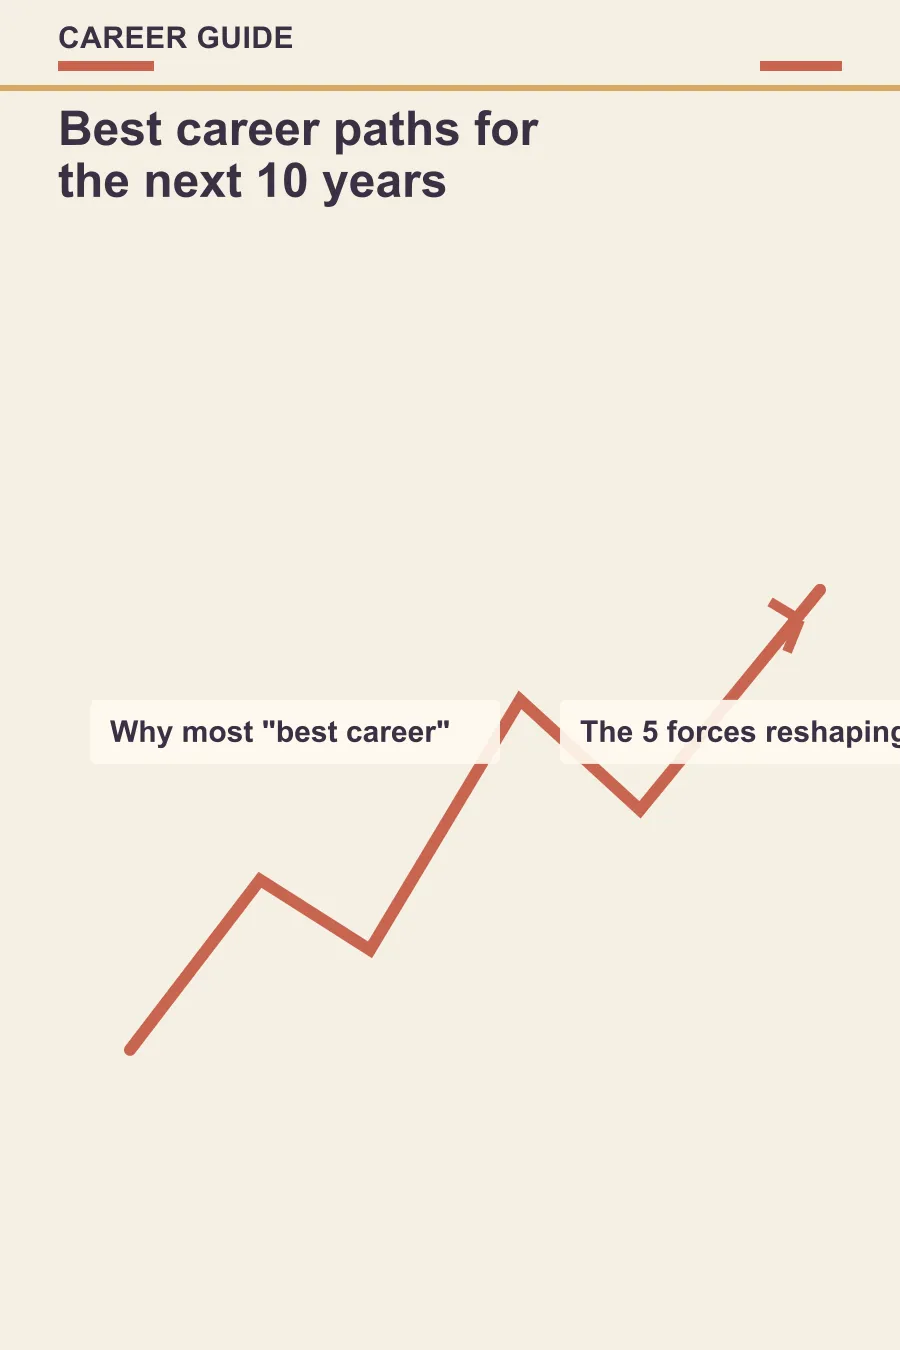 CAREER GUIDE
Best career paths for
the next 10 years
Why most "best career"
The 5 forces reshaping